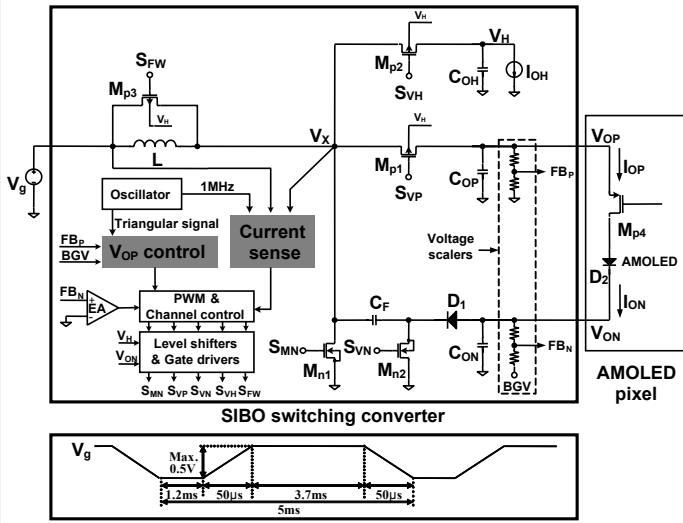 S_FW
M_p3
V_H
L
V_g
V_X
V_H
M_p2
S_VH
V_H
C_OH
I_OH
V_H
M_p1
S_VP
C_OP
FB_P
V_OP
I_OP
M_p4
AMOLED
D_2
I_ON
V_ON
Oscillator
1MHz
Triangular signal
FB_P
BGV
V_OP control
Current
sense
Voltage
scalers
FB_N
EA
+
−
PWM &
Channel control
V_H
V_ON
Level shifters
& Gate drivers
S_MN S_VP S_VN S_VH S_FW
C_F
D_1
S_MN
M_n1
S_VN
M_n2
C_ON
FB_N
BGV
SIBO switching converter
AMOLED
pixel
V_g
Max.
0.5V
1.2ms
50μs
3.7ms
50μs
5ms